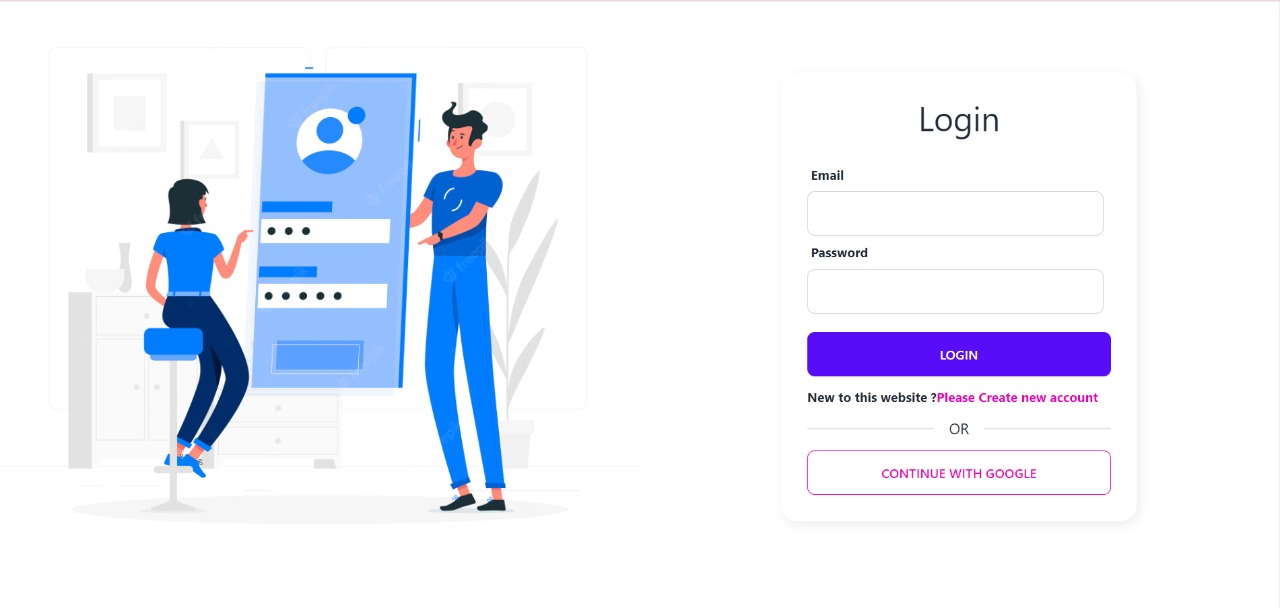 Login
Email
Password
LOGIN
New to this website ?Please Create new account
OR
CONTINUE WITH GOOGLE